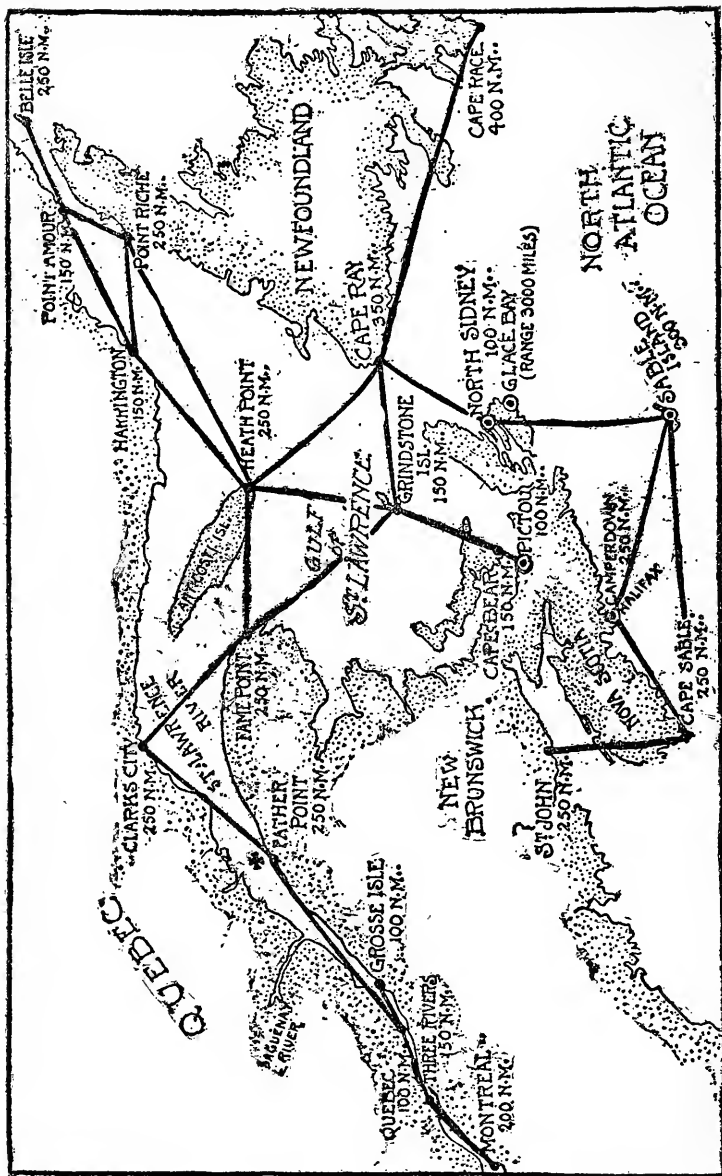 BELLE ISLE
250 N.M..
POINT AMOUR
150 N.
POINT RICHE
250 N.M..
HARRINGTON
150 N.M.
NEWFOUNDLAND
CAPE RACE
400 N.M..
CAPE RAY
350 N.M..
HEATH POINT
250 N.M..
ANTICOSTI ISL.
GULF
ST LAWRENCE
GRINDSTONE
ISL.
150 N.M..
NORTH SIDNEY
100 N.M..
GLACE BAY
(RANGE 3000 MILES)
NORTH
ATLANTIC
OCEAN
SABLE
ISLAND
300 N.M..
PICTOU
100 N.M..
CAPE BEAR
150 N.M.
CAMPERDOWN
250 N.M..
HALIFAX
NOVA SCOTIA
CAPE SABLE
250 N.M..
NEW
BRUNSWICK
ST JOHN
250 N.M..
CLARKS CITY
250 N.M..
ST LAWRENCE
RIVER
FAME POINT
250 N.M.
FATHER
POINT
250 N.M..
QUEBEC
SAGUENAY
RIVER
GROSSE ISLE
100 N.M..
QUEBEC
100 N.M..
THREE RIVERS
150 N.M..
MONTREAL
200 N.M..